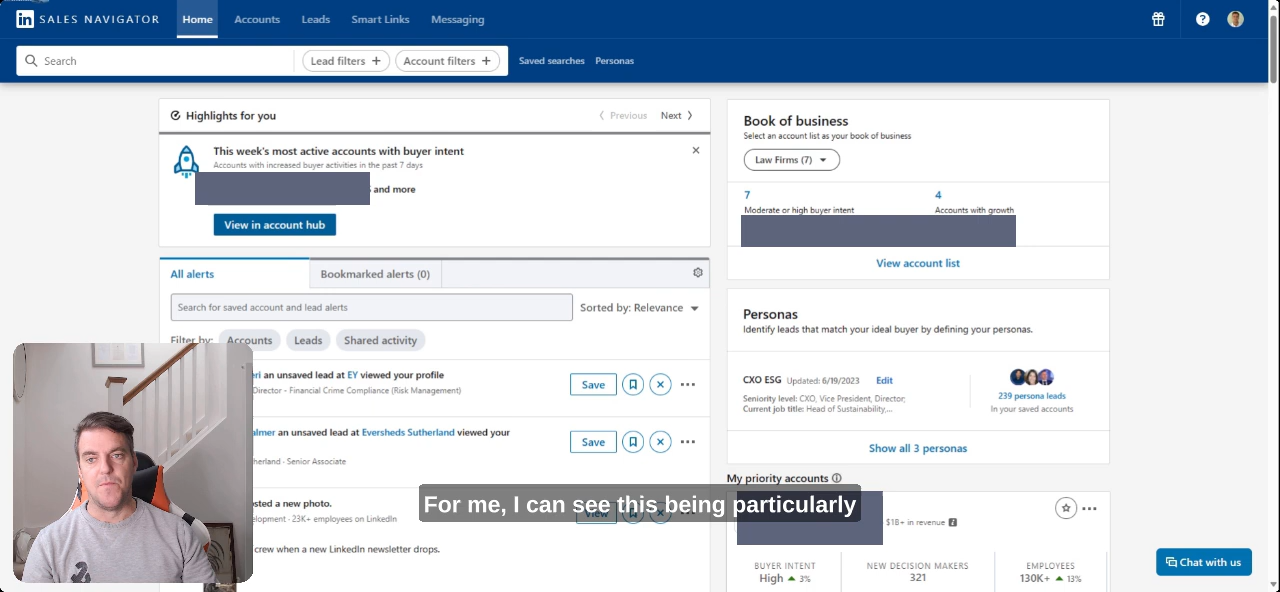 in SALES NAVIGATOR
Home
Accounts
Leads
Smart Links
Messaging
Search
Lead filters +
Account filters +
Saved searches
Personas
Highlights for you
Previous
Next
This week's most active accounts with buyer intent
Accounts with increased buyer activities in the past 7 days
and more
View in account hub
All alerts
Bookmarked alerts (0)
Search for saved account and lead alerts
Sorted by: Relevance
Filter by:
Accounts
Leads
Shared activity
eri an unsaved lead at EY viewed your profile
Director - Financial Crime Compliance (Risk Management)
Save
almer an unsaved lead at Eversheds Sutherland viewed your
herland - Senior Associate
Save
osted a new photo.
elopment · 23K+ employees on LinkedIn
View
crew when a new LinkedIn newsletter drops.
Book of business
Select an account list as your book of business
Law Firms (7)
7
Moderate or high buyer intent
4
Accounts with growth
View account list
Personas
Identify leads that match your ideal buyer by defining your personas.
CXO ESG Updated: 6/19/2023 Edit
Seniority level: CXO, Vice President, Director;
Current job title: Head of Sustainability,...
239 persona leads
In your saved accounts
Show all 3 personas
My priority accounts
$1B+ in revenue
BUYER INTENT
High ▲ 3%
NEW DECISION MAKERS
321
EMPLOYEES
130K+ ▲ 13%
Chat with us
For me, I can see this being particularly